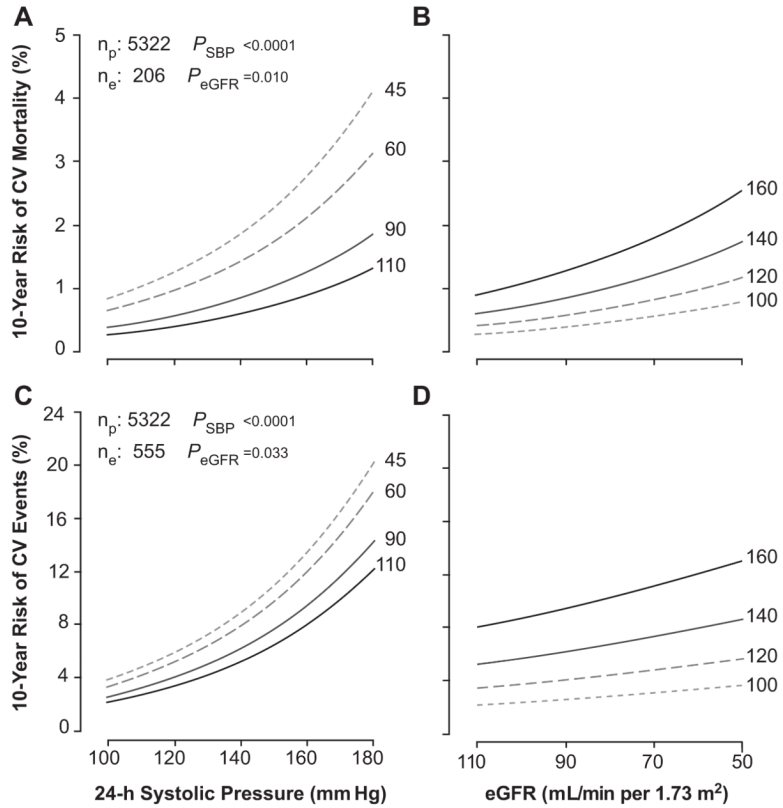 A
B
10-Year Risk of CV Mortality (%)
5
4
3
2
1
0
np: 5322 PSBP <0.0001
ne: 206 PeGFR =0.010
45
60
90
110
160
140
120
100
C
D
10-Year Risk of CV Events (%)
24
20
16
12
8
4
0
np: 5322 PSBP <0.0001
ne: 555 PeGFR =0.033
45
60
90
110
160
140
120
100
100 120 140 160 180
110 90 70 50
24-h Systolic Pressure (mm Hg)
eGFR (mL/min per 1.73 m²)